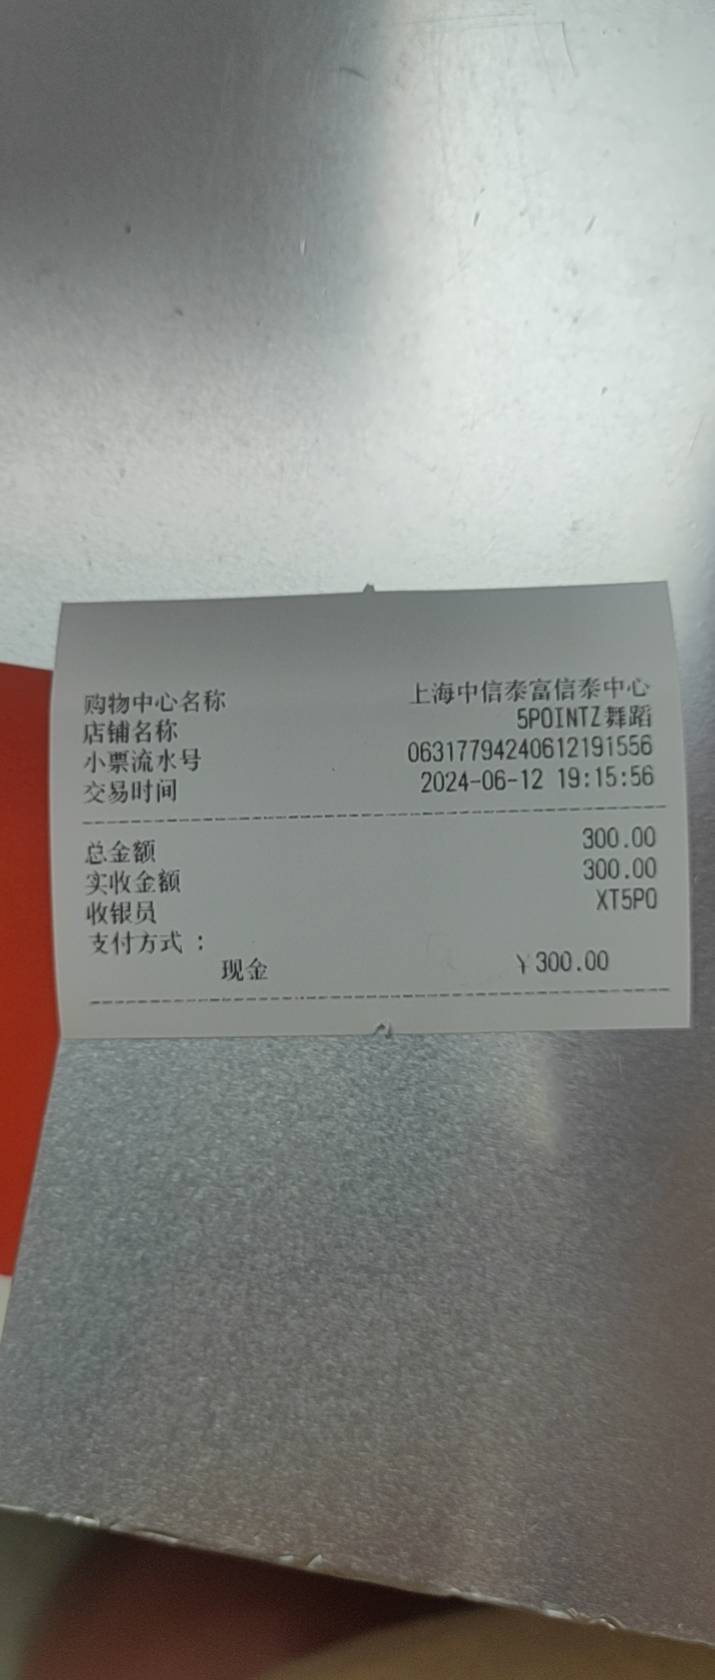 购物中心名称 上海中信泰富信泰中心
店铺名称 5POINTZ舞蹈
小票流水号 06317794240612191556
交易时间 2024-06-12 19:15:56
总金额 300.00
实收金额 300.00
收银员 XT5PO
支付方式：
现金 ￥300.00